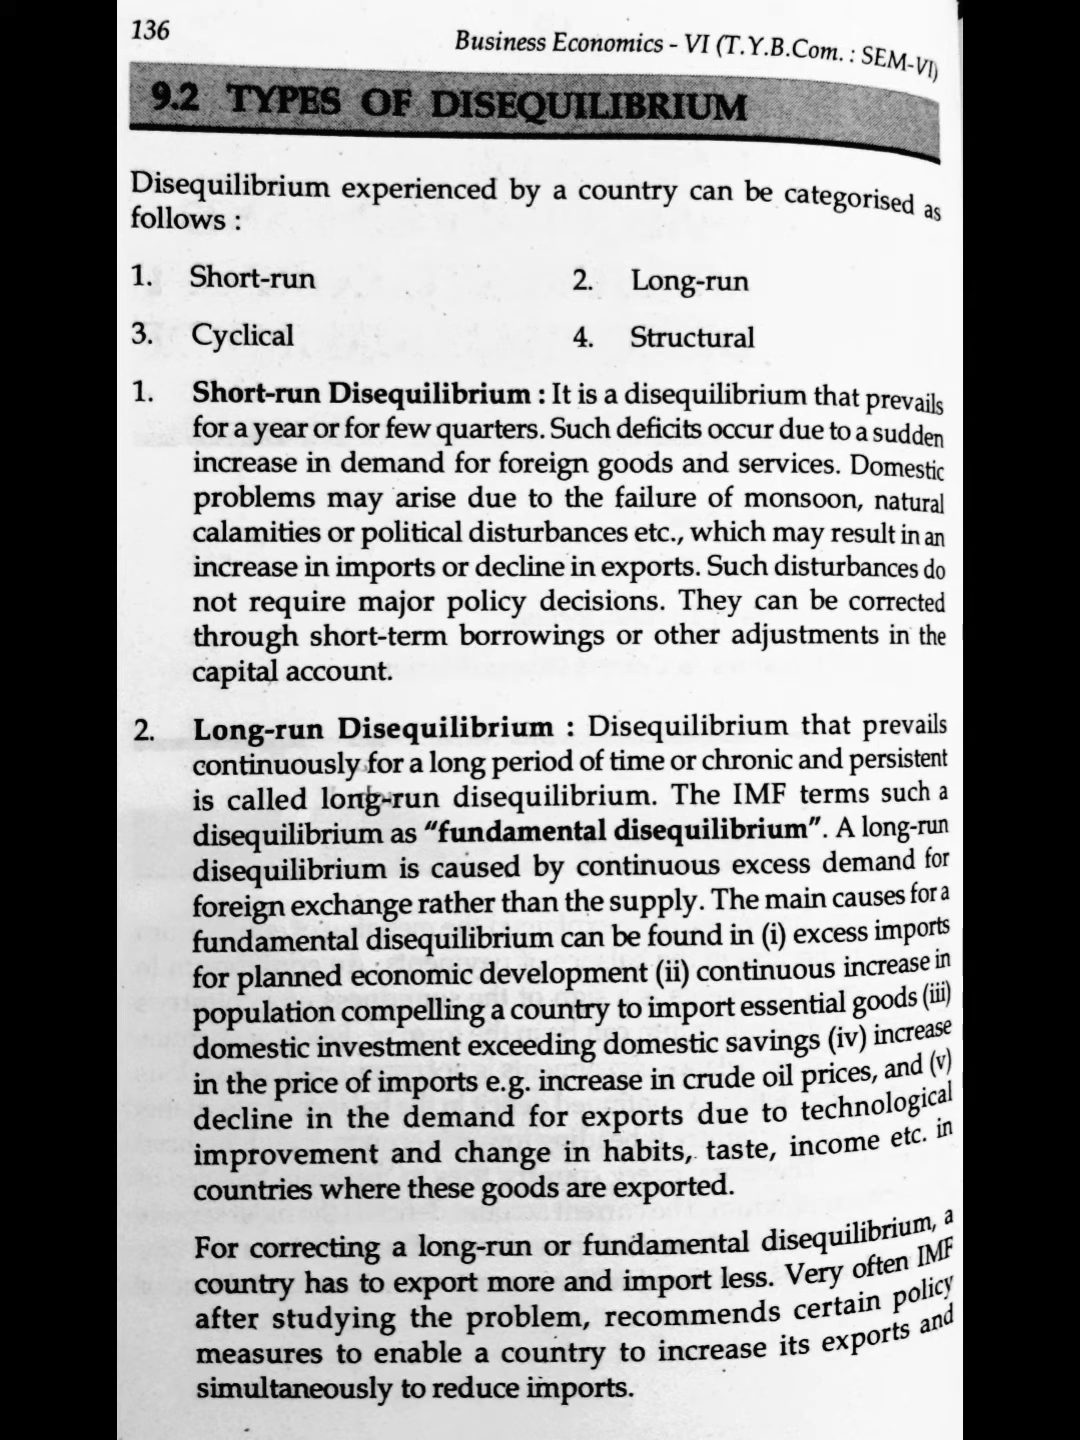 136
Business Economics - VI (T.Y.B.Com. : SEM-VI)
9.2 TYPES OF DISEQUILIBRIUM
Disequilibrium experienced by a country can be categorised as
follows :
1. Short-run 2. Long-run
3. Cyclical 4. Structural
1. Short-run Disequilibrium : It is a disequilibrium that prevails
for a year or for few quarters. Such deficits occur due to a sudden
increase in demand for foreign goods and services. Domestic
problems may arise due to the failure of monsoon, natural
calamities or political disturbances etc., which may result in an
increase in imports or decline in exports. Such disturbances do
not require major policy decisions. They can be corrected
through short-term borrowings or other adjustments in the
capital account.
2. Long-run Disequilibrium : Disequilibrium that prevails
continuously for a long period of time or chronic and persistent
is called long-run disequilibrium. The IMF terms such a
disequilibrium as “fundamental disequilibrium”. A long-run
disequilibrium is caused by continuous excess demand for
foreign exchange rather than the supply. The main causes for a
fundamental disequilibrium can be found in (i) excess imports
for planned economic development (ii) continuous increase in
population compelling a country to import essential goods (iii)
domestic investment exceeding domestic savings (iv) increase
in the price of imports e.g. increase in crude oil prices, and (v)
decline in the demand for exports due to technological
improvement and change in habits, taste, income etc. in
countries where these goods are exported.
For correcting a long-run or fundamental disequilibrium, a
country has to export more and import less. Very often IMF
after studying the problem, recommends certain policy
measures to enable a country to increase its exports and
simultaneously to reduce imports.